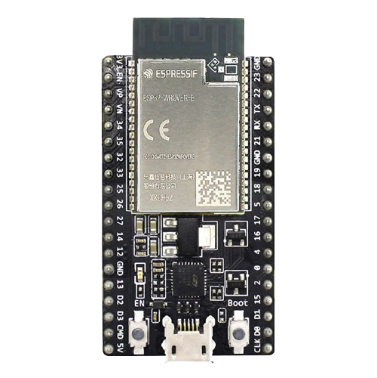 ESPRESSIF
ESP32-WROVER-E
CE
3V3
EN
VP
VN
34
35
32
33
25
26
27
14
12
GND
13
D2
D3
CMD
5V
GND
23
22
TX
RX
21
GND
19
18
5
17
16
4
0
2
15
D1
D0
CLK
EN
Boot